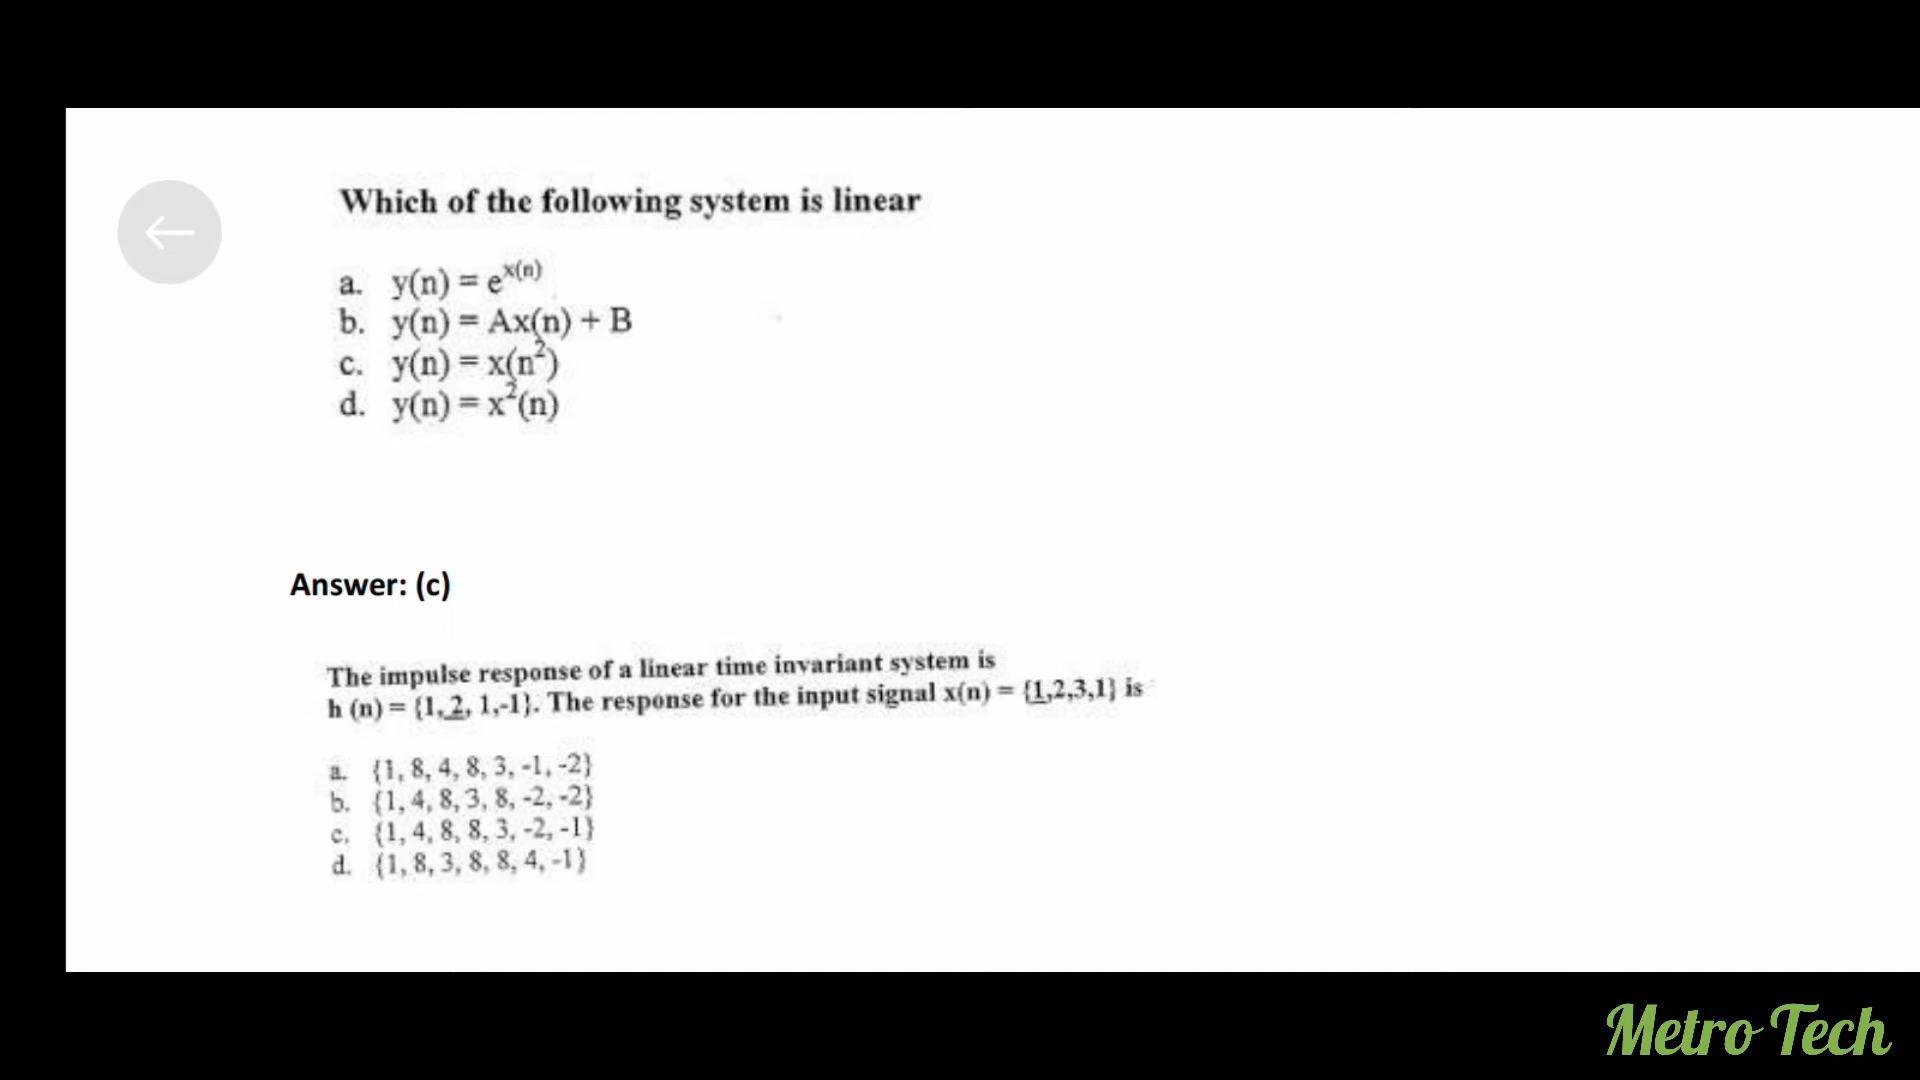 Which of the following system is linear
a. y(n) = e^x(n)
b. y(n) = Ax(n) + B
c. y(n) = x(n²)
d. y(n) = x²(n)
Answer: (c)
The impulse response of a linear time invariant system is
h (n) = {1, 2, 1,-1}. The response for the input signal x(n) = {1,2,3,1} is
a. {1, 8, 4, 8, 3, -1, -2}
b. {1, 4, 8, 3, 8, -2, -2}
c. {1, 4, 8, 8, 3, -2, -1}
d. {1, 8, 3, 8, 8, 4, -1}
Metro Tech